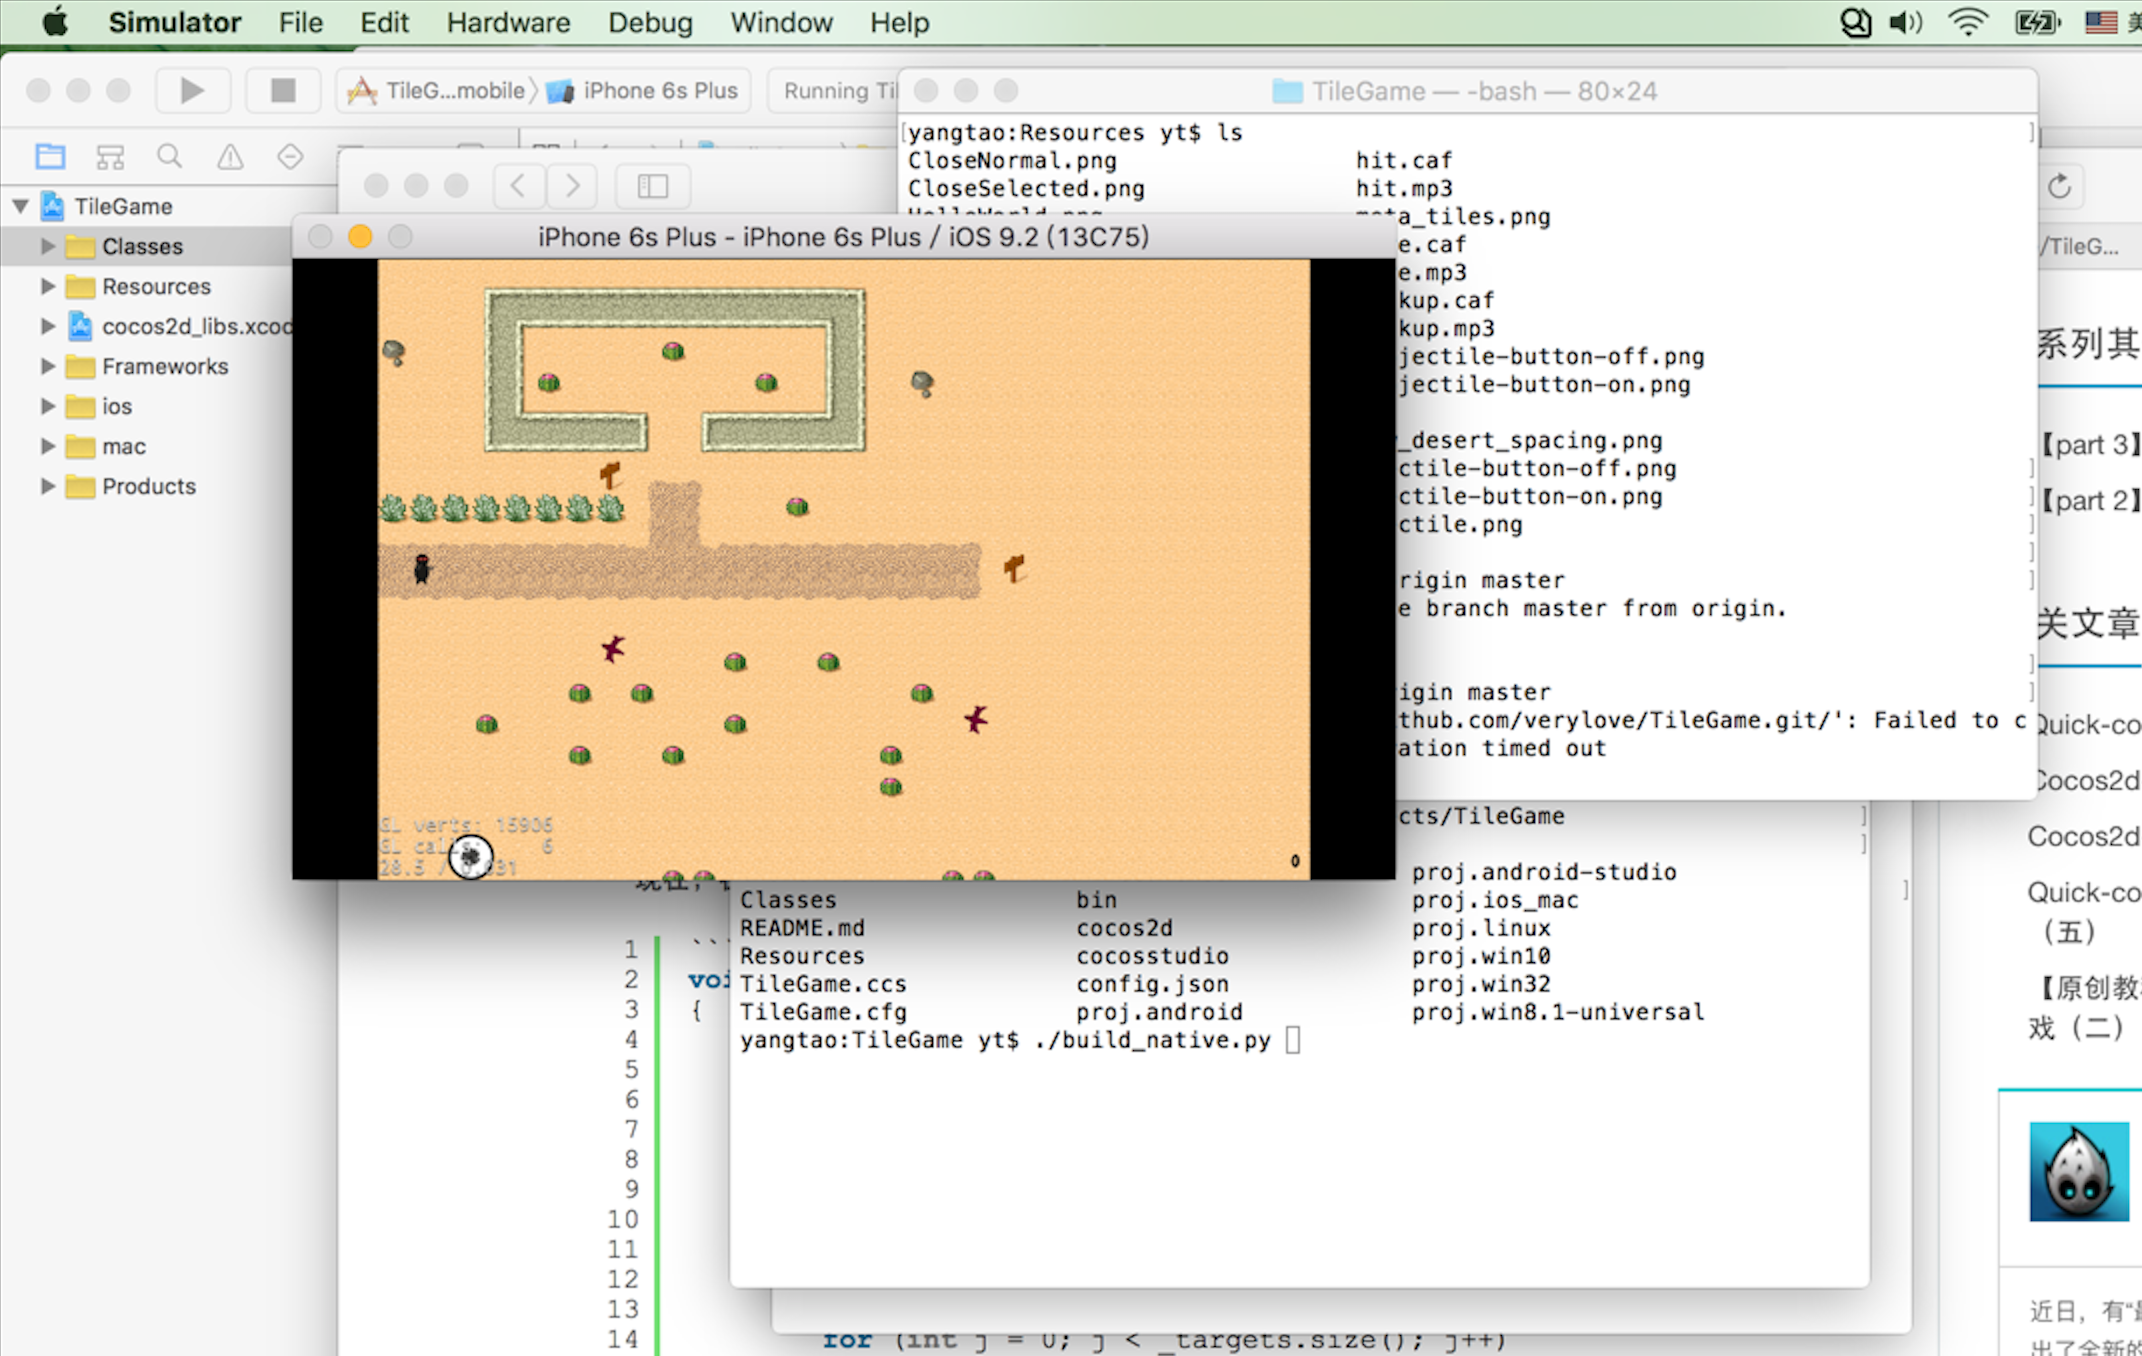 Simulator File Edit Hardware Debug Window Help
TileG...mobile iPhone 6s Plus Running
TileGame — -bash — 80×24
TileGame
Classes
Resources
cocos2d_libs.xcod
Frameworks
ios
mac
Products
yangtao:Resources yt$ ls
CloseNormal.png hit.caf
CloseSelected.png hit.mp3
HelloWorld.png meta_tiles.png
e.caf
e.mp3
kup.caf
kup.mp3
jectile-button-off.png
jectile-button-on.png
_desert_spacing.png
ctile-button-off.png
ctile-button-on.png
ctile.png
rigin master
e branch master from origin.
igin master
thub.com/verylove/TileGame.git/': Failed to c
ation timed out
iPhone 6s Plus - iPhone 6s Plus / iOS 9.2 (13C75)
GL verts: 15906
GL calls: 6
28.5 / 0.031
0
cts/TileGame
proj.android-studio
Classes bin proj.ios_mac
README.md cocos2d proj.linux
Resources cocosstudio proj.win10
TileGame.ccs config.json proj.win32
TileGame.cfg proj.android proj.win8.1-universal
yangtao:TileGame yt$ ./build_native.py
现在,
1 ```
2 voi
3 {
4
5
6
7
8
9
10
11
12
13
14 for (int j = 0; j < _targets.size(); j++)
/TileG...
系列其
【part 3】
【part 2】
关文章
Quick-co
Cocos2d
Cocos2d
Quick-co
（五）
【原创教
戏（二）
近日，有“最
出了全新的